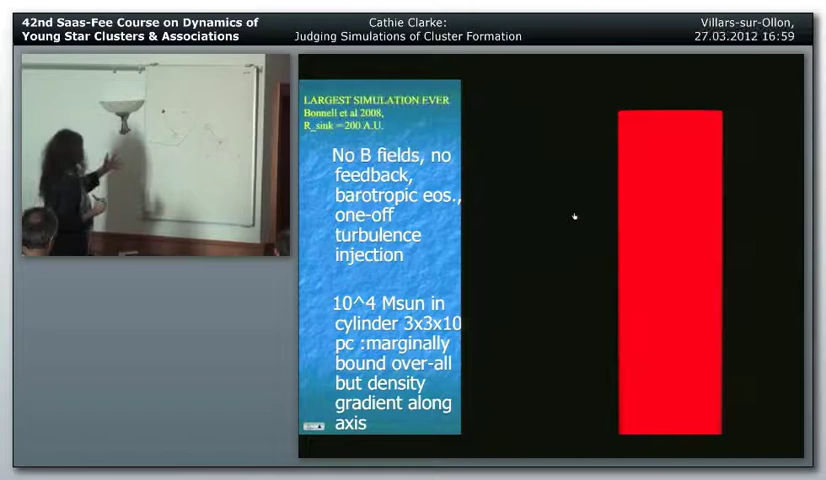 42nd Saas-Fee Course on Dynamics of
Young Star Clusters & Associations
Cathie Clarke:
Judging Simulations of Cluster Formation
Villars-sur-Ollon,
27.03.2012 16:59
LARGEST SIMULATION EVER
Bonnell et al 2008,
R_sink =200 A.U.
No B fields, no
feedback,
barotropic eos.,
one-off
turbulence
injection
10^4 Msun in
cylinder 3x3x10
pc :marginally
bound over-all
but density
gradient along
axis